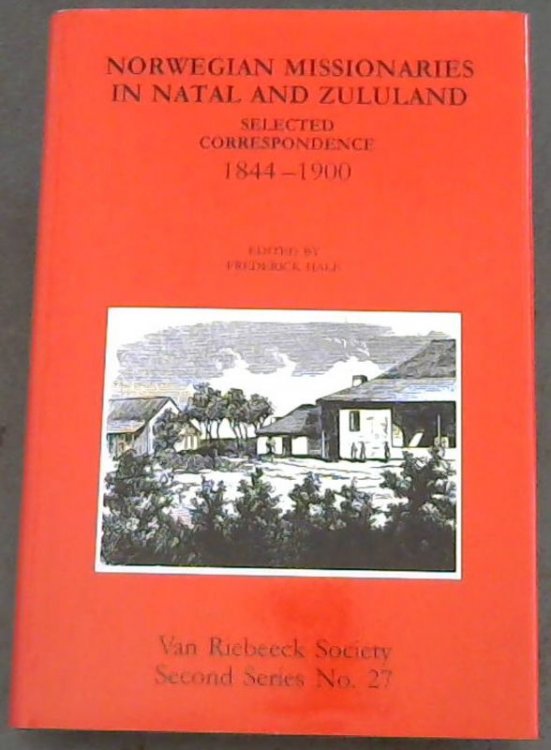 NORWEGIAN MISSIONARIES
IN NATAL AND ZULULAND
SELECTED
CORRESPONDENCE
1844–1900
EDITED BY
FREDERICK HALE
Van Riebeeck Society
Second Series No. 27